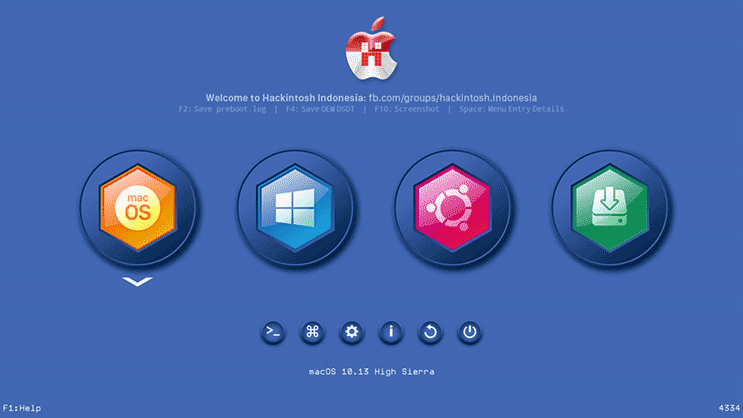 H
Welcome to Hackintosh Indonesia: fb.com/groups/hackintosh.indonesia
F2: Save preboot.log | F4: Save OEM DSDT | F10: Screenshot | Space: Menu Entry Details
mac
OS
>_ ⌘ i
macOS 10.13 High Sierra
F1:Help 4334